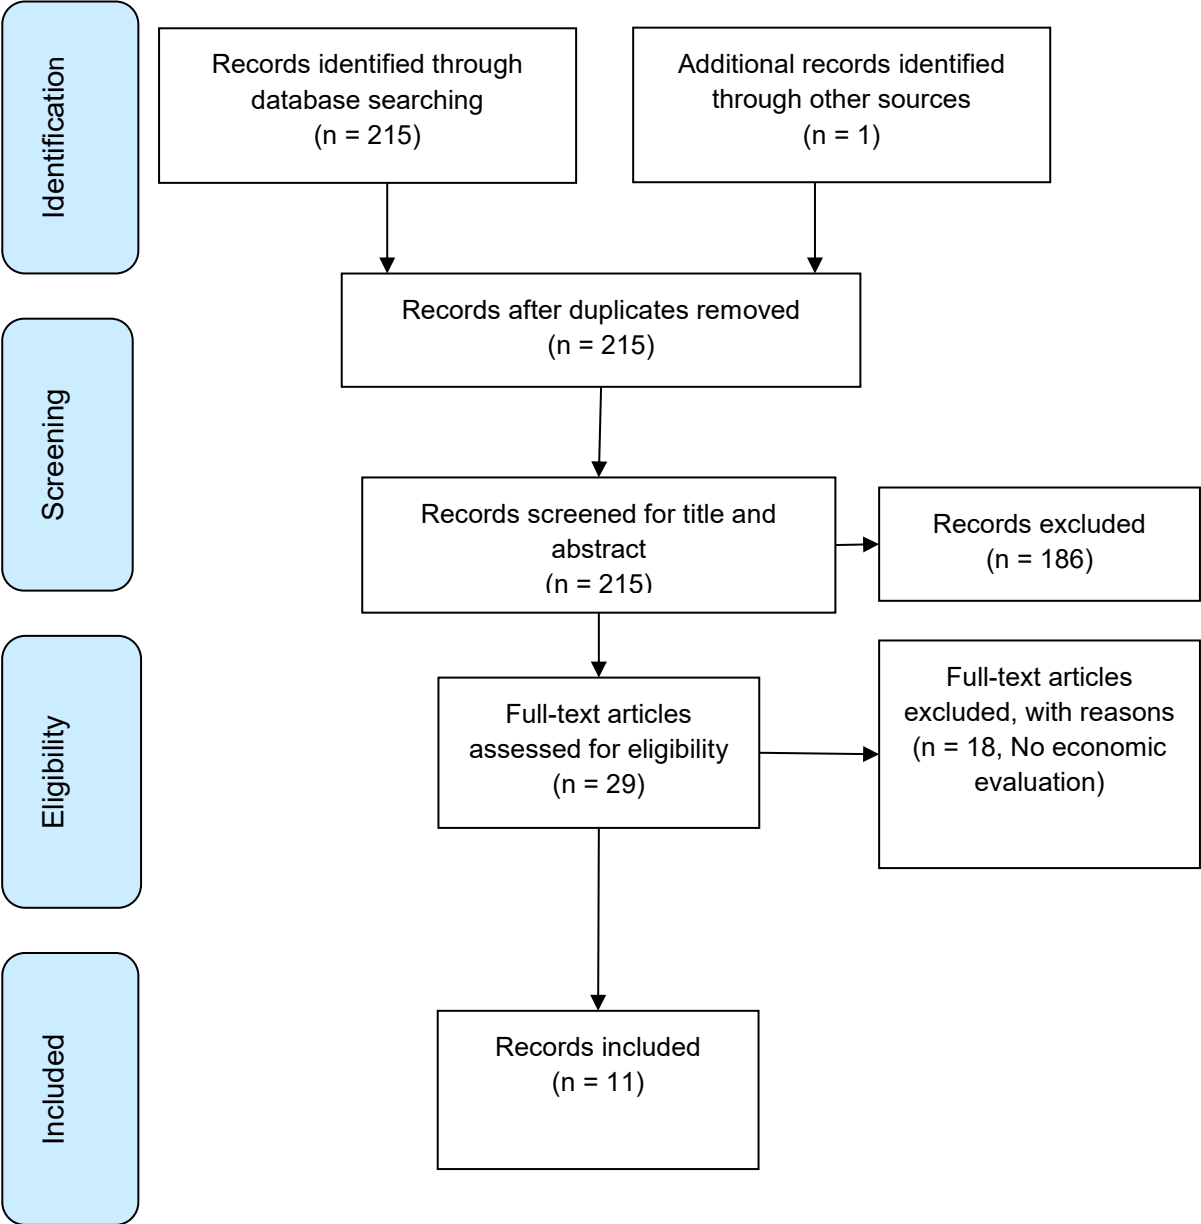 Identification
Records identified through
database searching
(n = 215)
Additional records identified
through other sources
(n = 1)
Records after duplicates removed
(n = 215)
Screening
Records screened for title and
abstract
(n = 215)
Records excluded
(n = 186)
Eligibility
Full-text articles
assessed for eligibility
(n = 29)
Full-text articles
excluded, with reasons
(n = 18, No economic
evaluation)
Included
Records included
(n = 11)